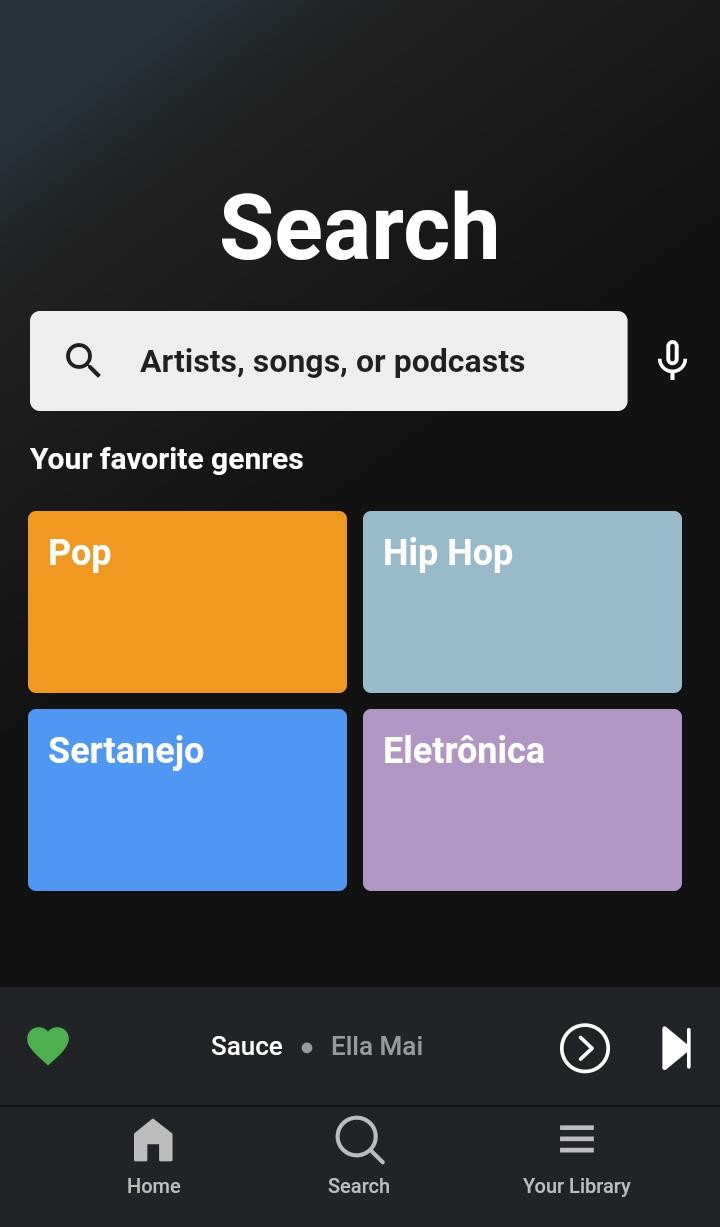 Search
Artists, songs, or podcasts
Your favorite genres
Pop
Hip Hop
Sertanejo
Eletrônica
Sauce ● Ella Mai
Home
Search
Your Library